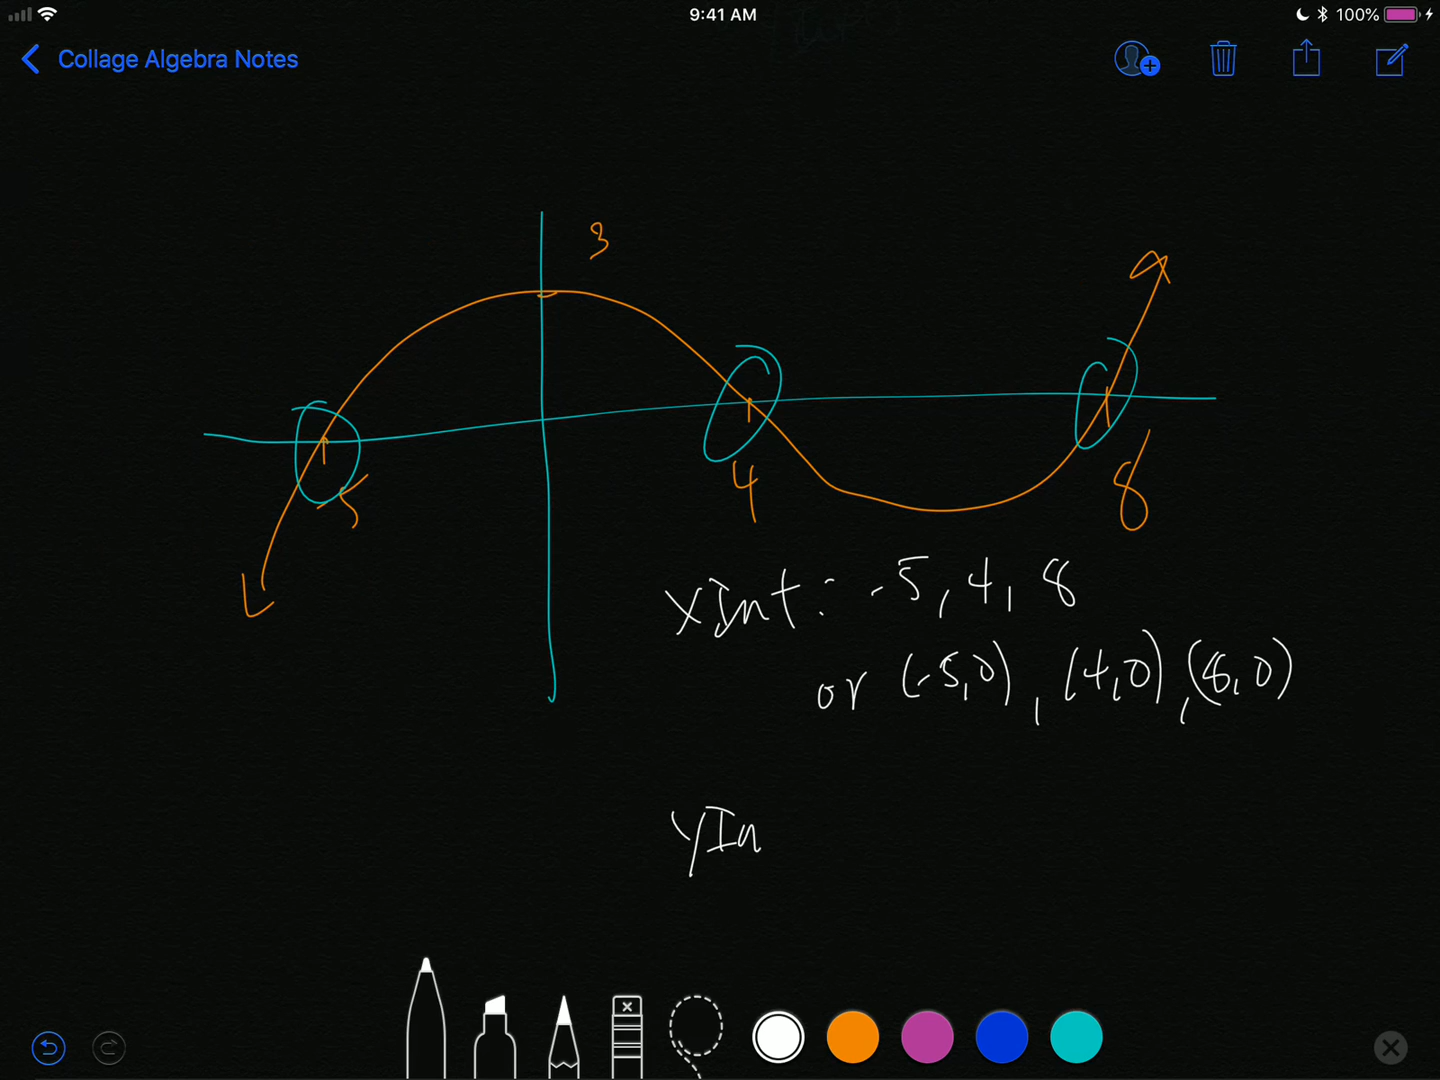 9:41 AM
100%
Collage Algebra Notes
3
5
4
8
xInt: -5, 4, 8
or (-5,0), (4,0), (8,0)
yIn